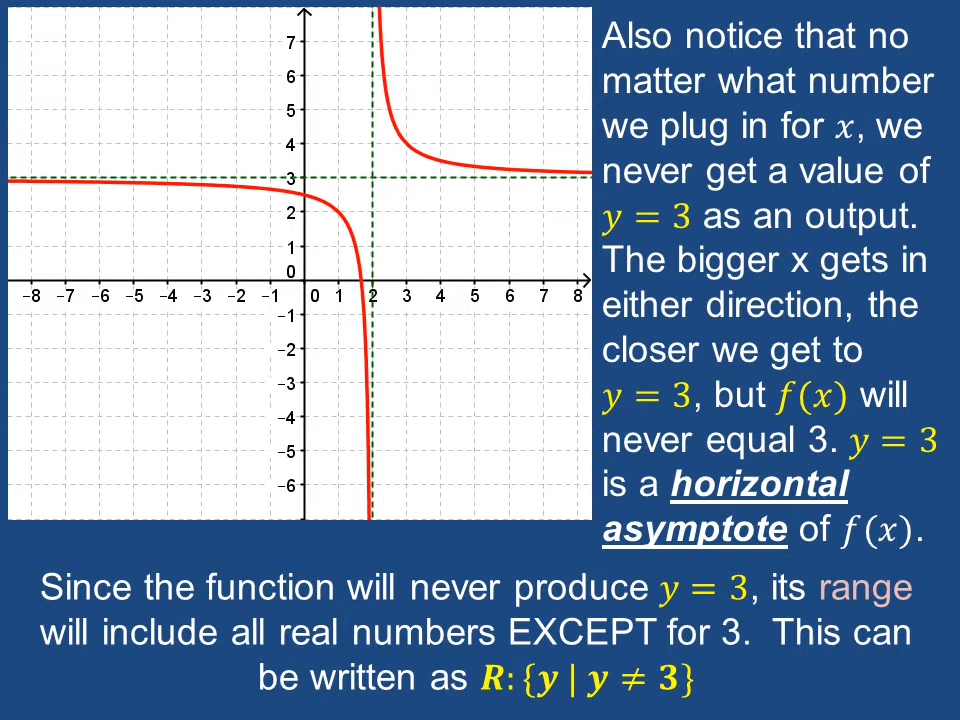 7
6
5
4
3
2
1
0
−8 −7 −6 −5 −4 −3 −2 −1 0 1 2 3 4 5 6 7 8
−1
−2
−3
−4
−5
−6
Also notice that no
matter what number
we plug in for 𝑥, we
never get a value of
𝑦 = 3 as an output.
The bigger x gets in
either direction, the
closer we get to
𝑦 = 3, but 𝑓(𝑥) will
never equal 3. 𝑦 = 3
is a horizontal
asymptote of 𝑓(𝑥).
Since the function will never produce 𝑦 = 3, its range
will include all real numbers EXCEPT for 3. This can
be written as 𝑹: {𝒚 | 𝒚 ≠ 𝟑}